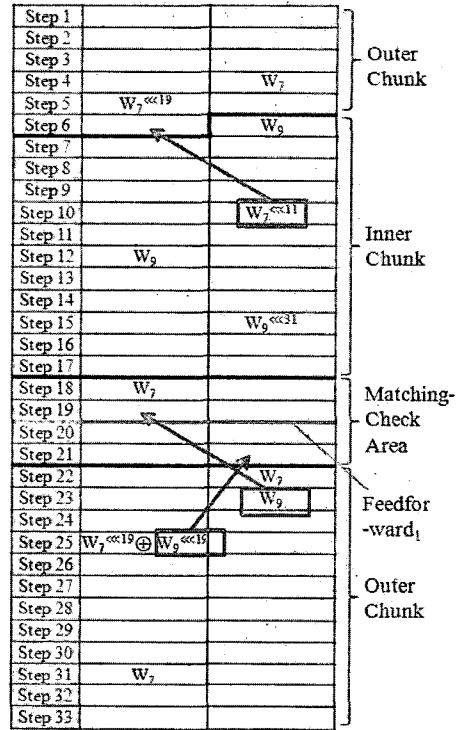 Step 1
Step 2
Step 3
Step 4 W₇
Step 5 W₇<<<19
Step 6 W₉
Step 7
Step 8
Step 9
Step 10 W₇<<<11
Step 11
Step 12 W₉
Step 13
Step 14
Step 15 W₉<<<31
Step 16
Step 17
Step 18 W₇
Step 19
Step 20
Step 21
Step 22 W₇
Step 23 W₉
Step 24
Step 25 W₇<<<19 ⊕ W₉<<<19
Step 26
Step 27
Step 28
Step 29
Step 30
Step 31 W₇
Step 32
Step 33
Outer
Chunk
Inner
Chunk
Matching-
Check
Area
Feedfor
-ward₁
Outer
Chunk